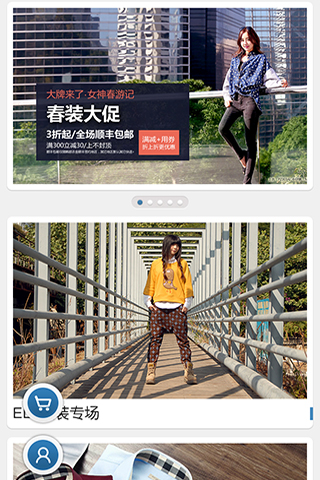 大牌来了·女神春游记
春装大促
3折起/全场顺丰包邮
满300立减30/上不封顶
满减+用券
折上折更优惠
装专场